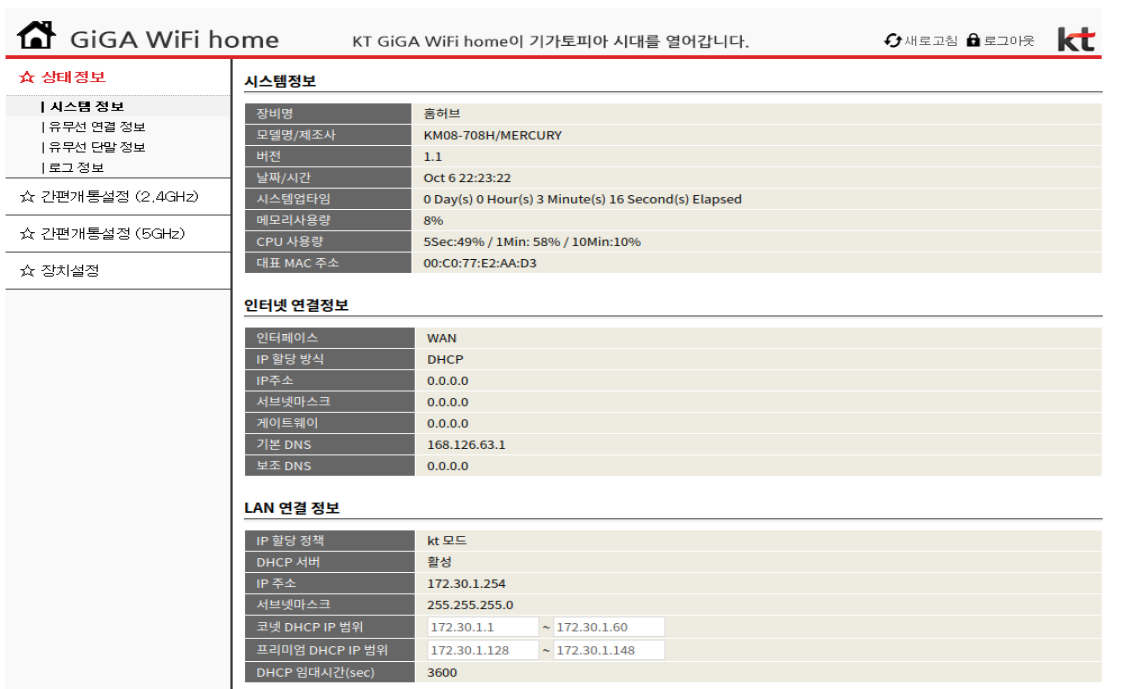 GiGA WiFi home KT GiGA WiFi home이 기가토피아 시대를 열어갑니다. 새로고침 로그아웃 kt
☆ 상태정보
| 시스템 정보
| 유무선 연결 정보
| 유무선 단말 정보
| 로그 정보
☆ 간편개통설정 (2,4GHz)
☆ 간편개통설정 (5GHz)
☆ 장치설정
시스템정보
장비명 홈허브
모델명/제조사 KM08-708H/MERCURY
버전 1.1
날짜/시간 Oct 6 22:23:22
시스템업타임 0 Day(s) 0 Hour(s) 3 Minute(s) 16 Second(s) Elapsed
메모리사용량 8%
CPU 사용량 5Sec:49% / 1Min: 58% / 10Min:10%
대표 MAC 주소 00:C0:77:E2:AA:D3
인터넷 연결정보
인터페이스 WAN
IP 할당 방식 DHCP
IP주소 0.0.0.0
서브넷마스크 0.0.0.0
게이트웨이 0.0.0.0
기본 DNS 168.126.63.1
보조 DNS 0.0.0.0
LAN 연결 정보
IP 할당 정책 kt 모드
DHCP 서버 활성
IP 주소 172.30.1.254
서브넷마스크 255.255.255.0
코넷 DHCP IP 범위 172.30.1.1 ~ 172.30.1.60
프리미엄 DHCP IP 범위 172.30.1.128 ~ 172.30.1.148
DHCP 임대시간(sec) 3600